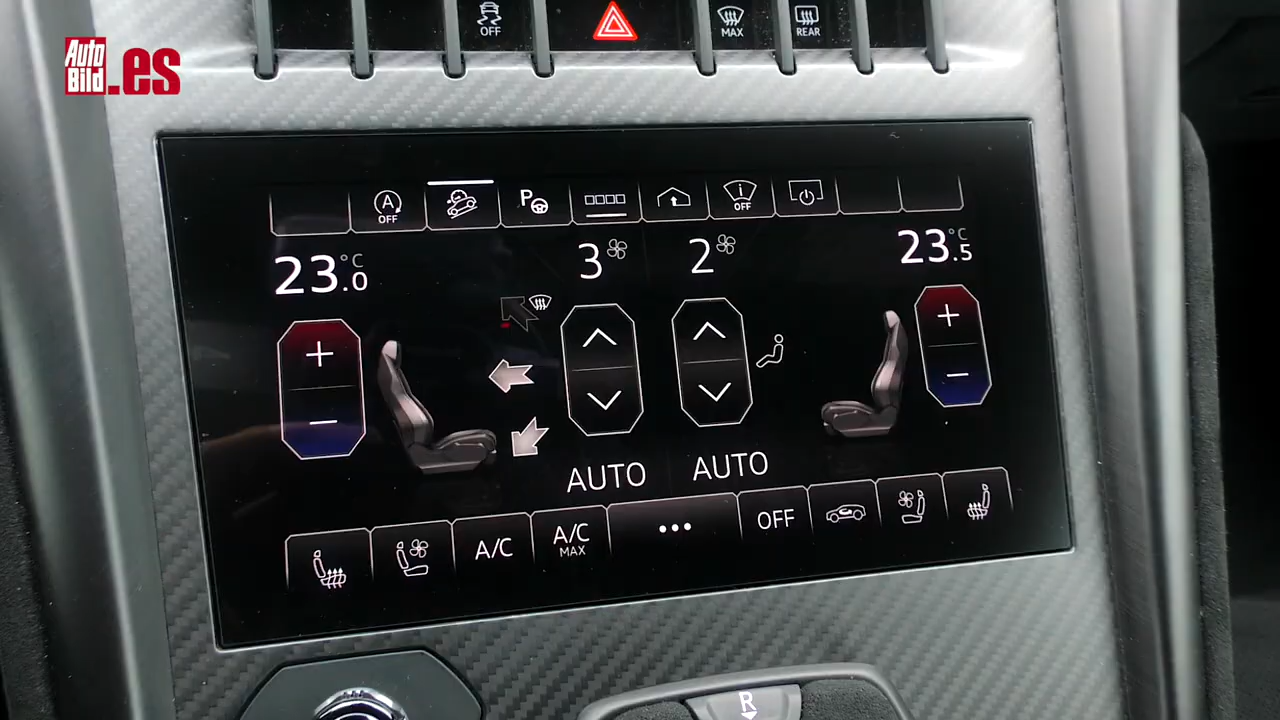 Auto
Bild
.es
OFF
MAX
REAR
A
OFF
P
i
OFF
23.0 °C
3
2
23.5 °C
+
−
+
−
AUTO
AUTO
A/C
A/C
MAX
•••
OFF
R